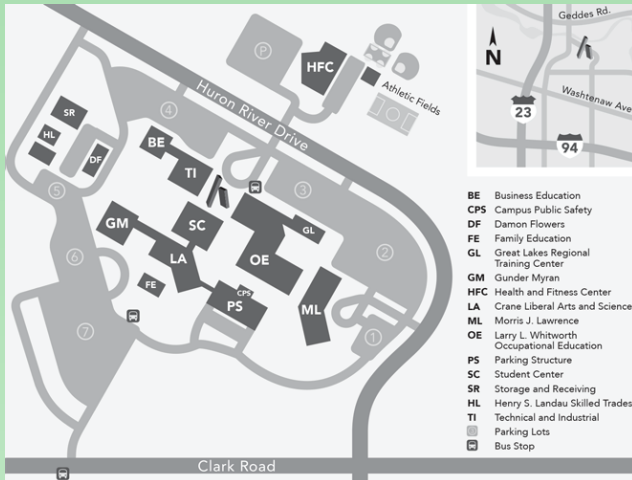 P
HFC
Athletic Fields
Huron River Drive
4
SR
HL
DF
BE
TI
5
3
GM
SC
GL
2
LA
OE
6
FE
CPS
PS
ML
7
1
Clark Road
Geddes Rd.
N
Washtenaw Ave
23
94
BE Business Education
CPS Campus Public Safety
DF Damon Flowers
FE Family Education
GL Great Lakes Regional
Training Center
GM Gunder Myran
HFC Health and Fitness Center
LA Crane Liberal Arts and Science
ML Morris J. Lawrence
OE Larry L. Whitworth
Occupational Education
PS Parking Structure
SC Student Center
SR Storage and Receiving
HL Henry S. Landau Skilled Trades
TI Technical and Industrial
Parking Lots
Bus Stop